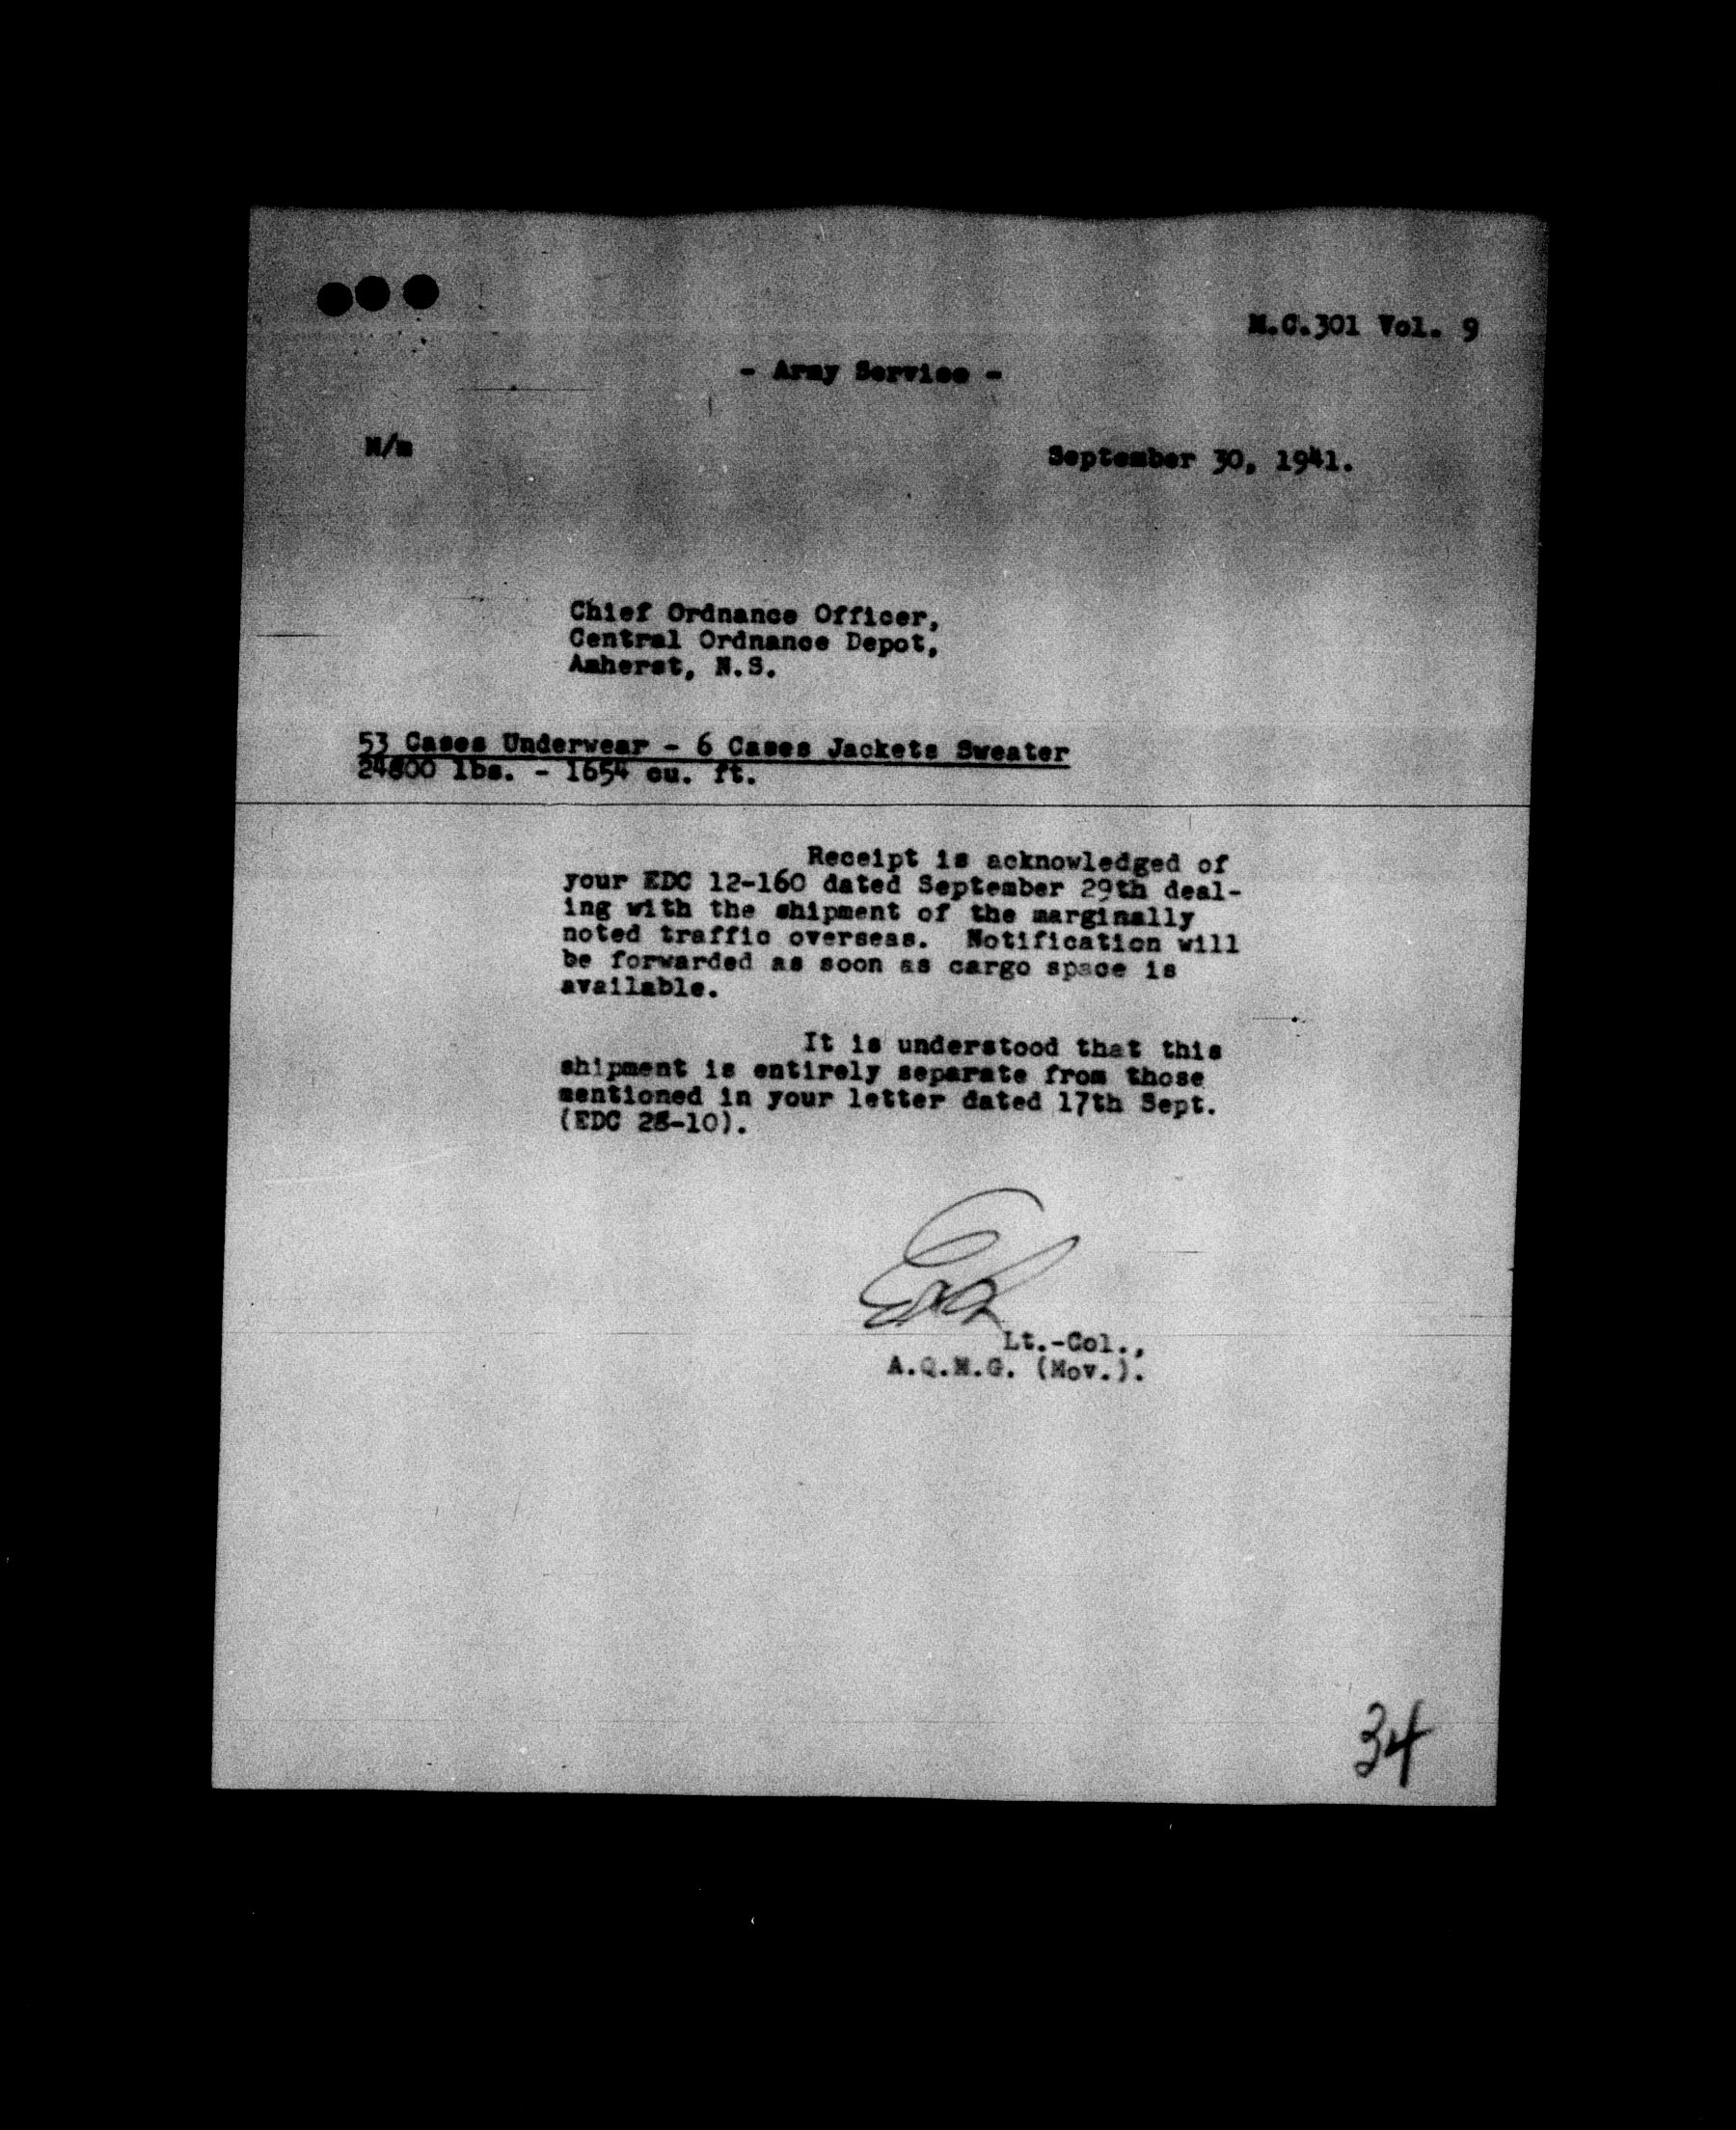 M.C.301 Vol. 9
- Army Service -
M/m
September 30, 1941.
Chief Ordnance Officer,
Central Ordnance Depot,
Amherst, N.S.
53 Cases Underwear - 6 Cases Jackets Sweater
24800 lbs. - 1654 cu. ft.
Receipt is acknowledged of
your EDC 12-160 dated September 29th deal-
ing with the shipment of the marginally
noted traffic overseas. Notification will
be forwarded as soon as cargo space is
available.
It is understood that this
shipment is entirely separate from those
mentioned in your letter dated 17th Sept.
(EDC 28-10).
Lt.-Col.,
A.Q.M.G. (Mov.).
34